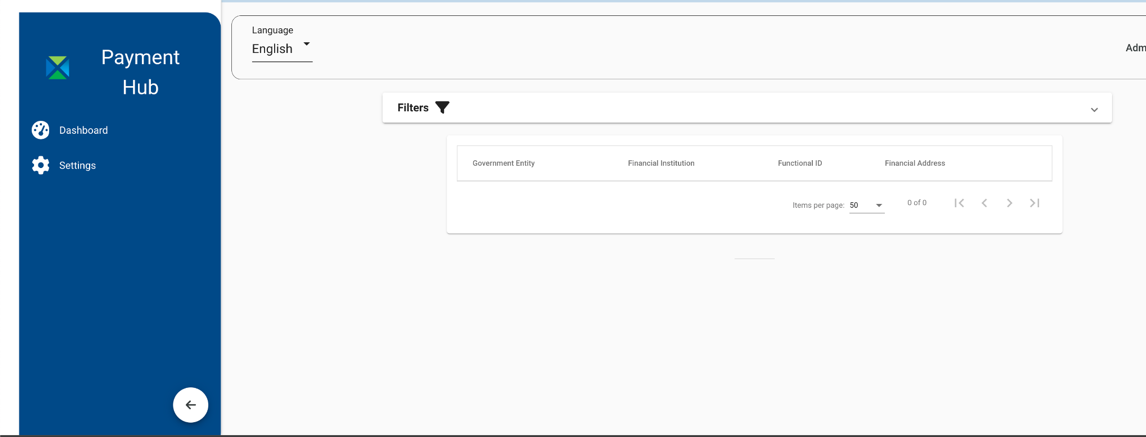 Payment
Hub
Dashboard
Settings
Language
English
Adm
Filters
Government Entity Financial Institution Functional ID Financial Address
Items per page: 50 0 of 0